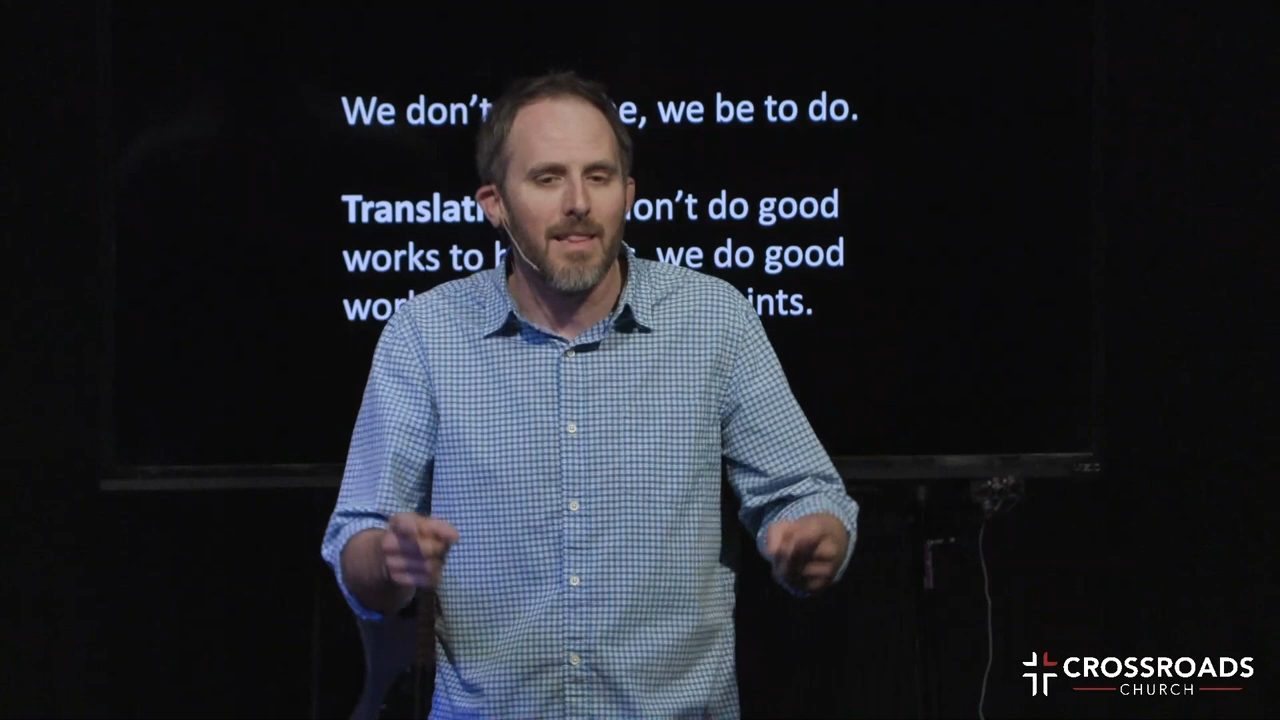 We don't e, we be to do.
Translati on't do good
works to we do good
wor ints.
CROSSROADS
CHURCH